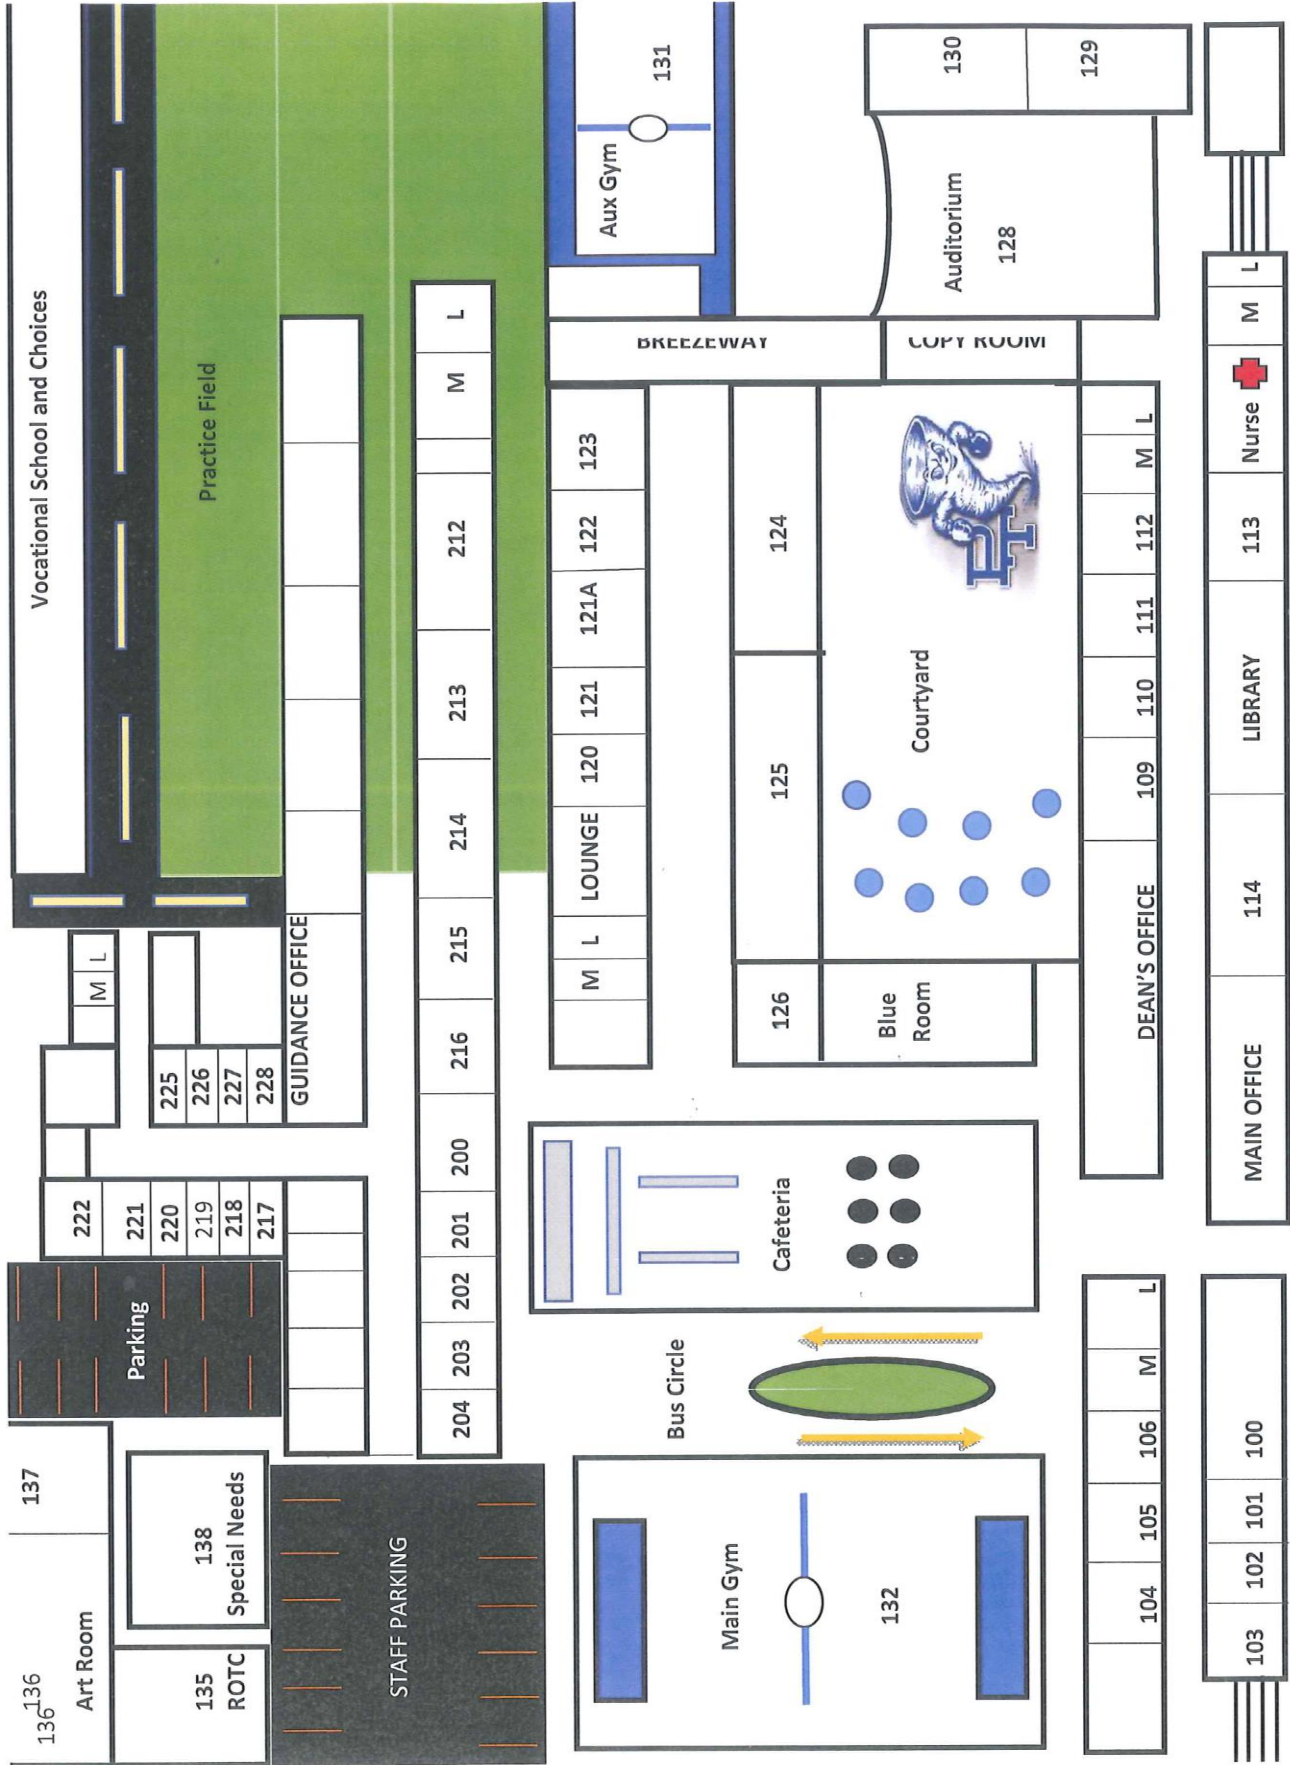 136
136
137
Vocational School and Choices
Art Room
222
M L
Parking
221
220
225
135
ROTC
138
Special Needs
219
226
218
227
217
228
Practice Field
GUIDANCE OFFICE
STAFF PARKING
204 203 202 201 200 216 215 214 213 212 M L
M L LOUNGE 120 121 121A 122 123
Aux Gym
131
Bus Circle
BREEZEWAY
Main Gym
132
Cafeteria
126 125 124
Blue
Room
Courtyard
COPY ROOM
Auditorium
128
130
129
104 105 106 M L
DEAN'S OFFICE 109 110 111 112 M L
103 102 101 100
MAIN OFFICE 114 LIBRARY 113 Nurse M L